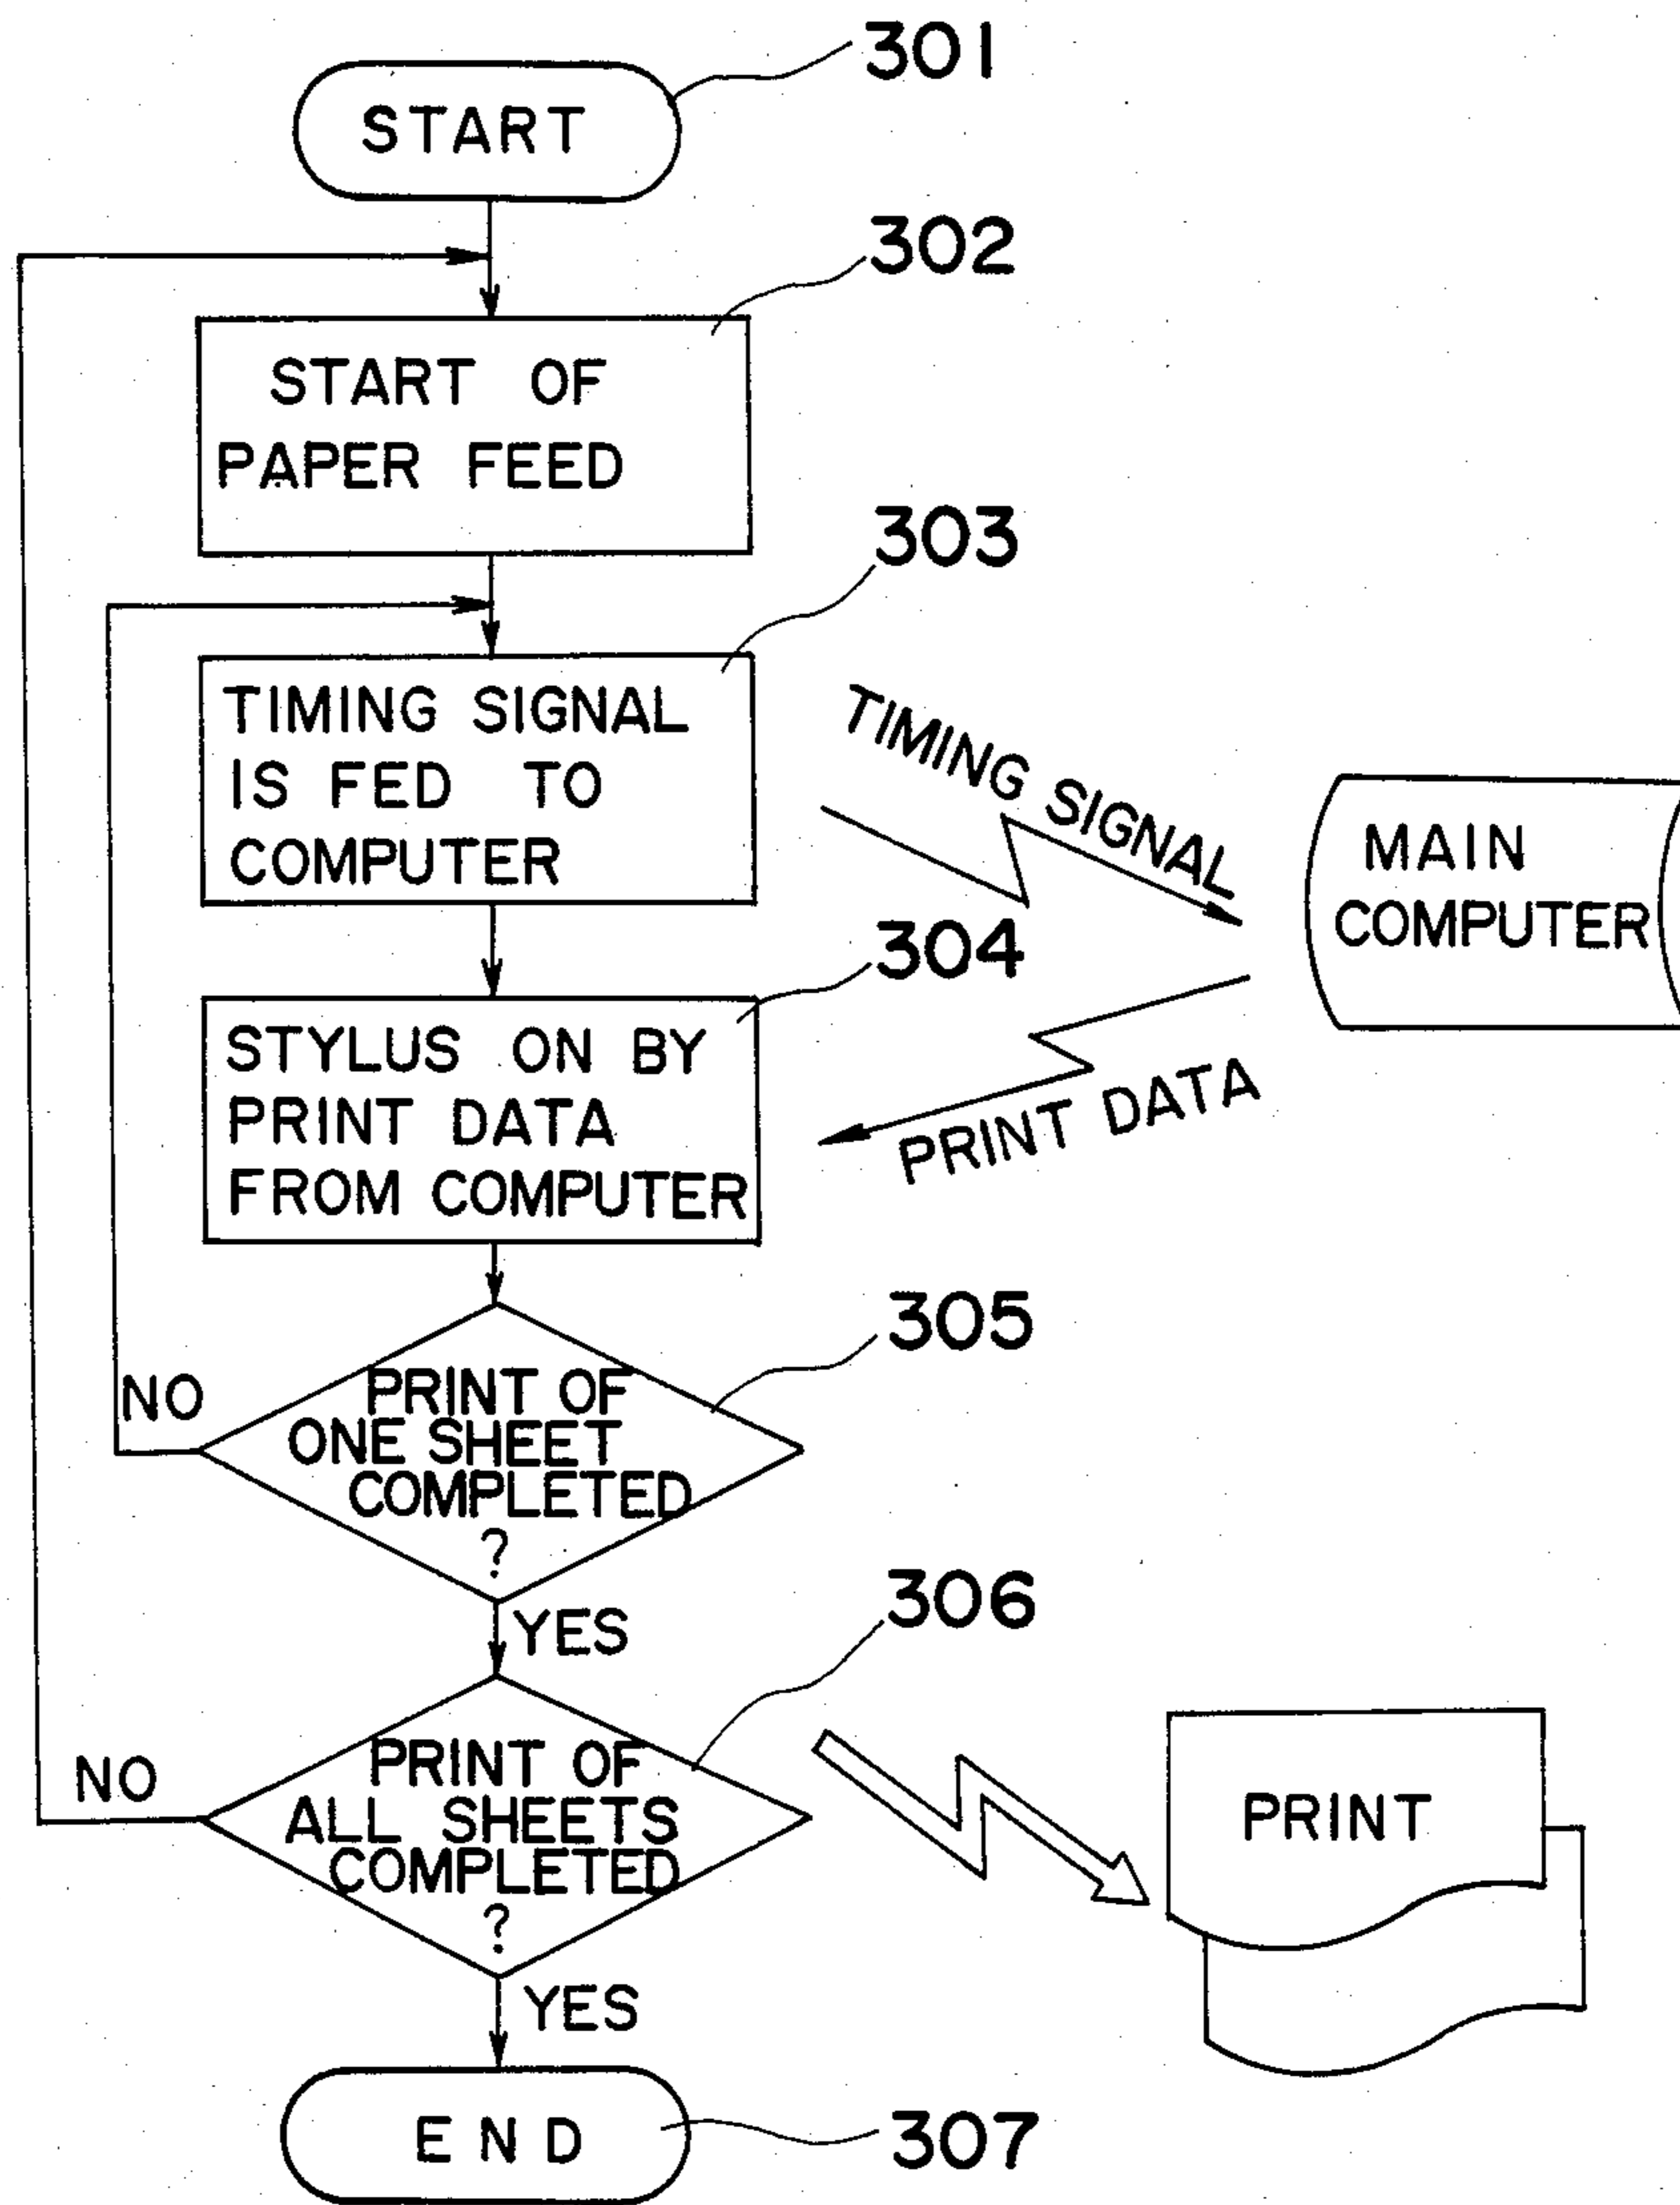 301
START
302
START OF
PAPER FEED
303
TIMING SIGNAL
IS FED TO
COMPUTER
TIMING SIGNAL
MAIN
COMPUTER
304
STYLUS ON BY
PRINT DATA
FROM COMPUTER
PRINT DATA
305
PRINT OF
ONE SHEET
COMPLETED
?
NO
YES
306
PRINT OF
ALL SHEETS
COMPLETED
?
NO
PRINT
YES
END
307